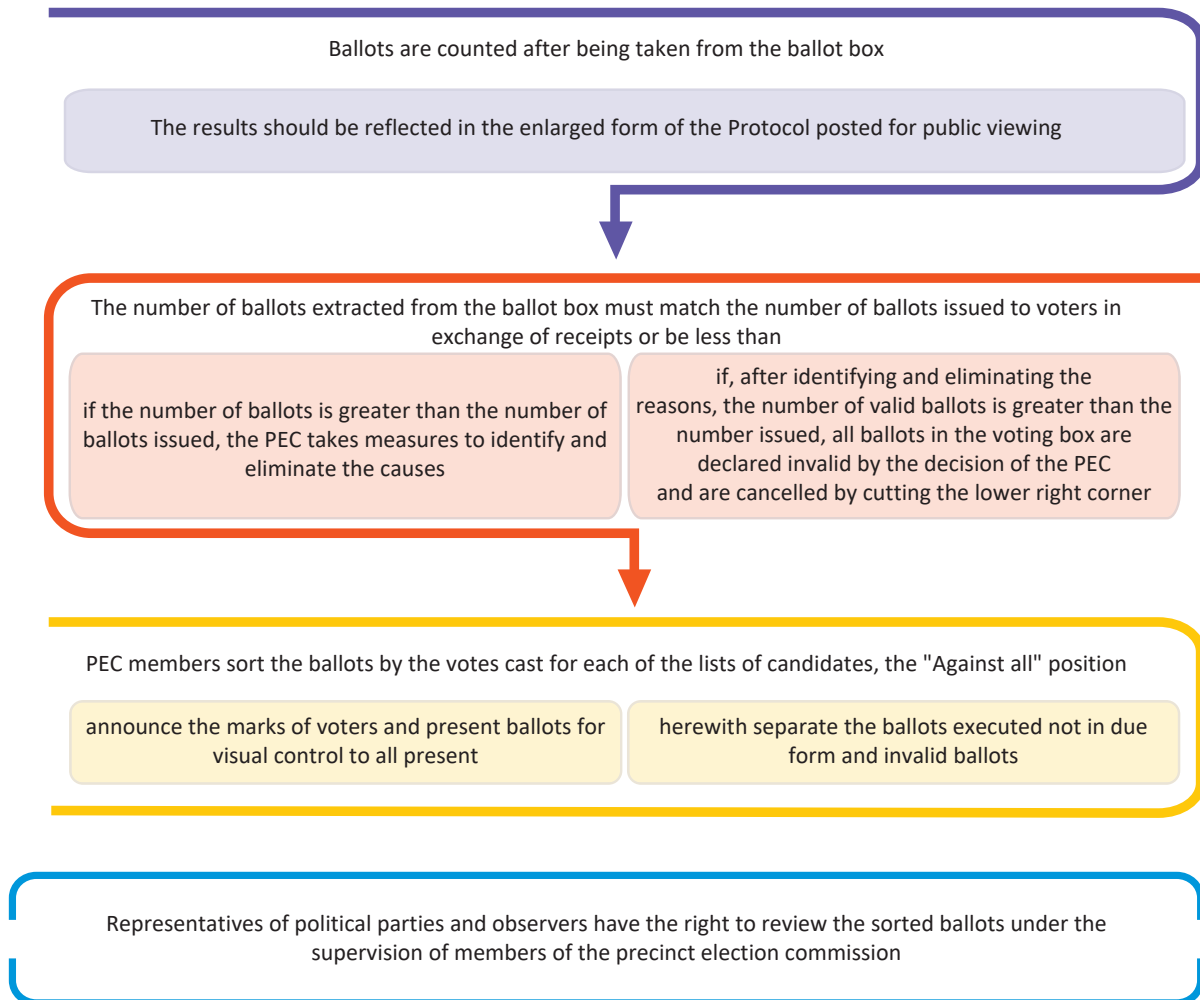 Ballots are counted after being taken from the ballot box
The results should be reflected in the enlarged form of the Protocol posted for public viewing
The number of ballots extracted from the ballot box must match the number of ballots issued to voters in
exchange of receipts or be less than
if the number of ballots is greater than the number of
ballots issued, the PEC takes measures to identify and
eliminate the causes
if, after identifying and eliminating the
reasons, the number of valid ballots is greater than the
number issued, all ballots in the voting box are
declared invalid by the decision of the PEC
and are cancelled by cutting the lower right corner
PEC members sort the ballots by the votes cast for each of the lists of candidates, the "Against all" position
announce the marks of voters and present ballots for
visual control to all present
herewith separate the ballots executed not in due
form and invalid ballots
Representatives of political parties and observers have the right to review the sorted ballots under the
supervision of members of the precinct election commission